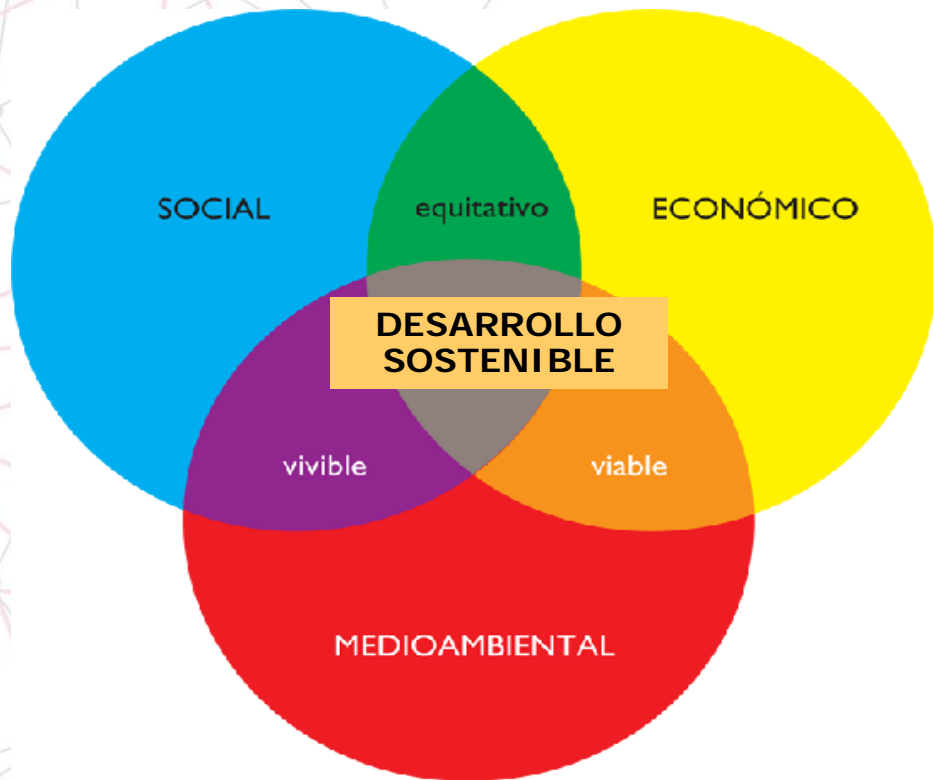 SOCIAL
equitativo
ECONÓMICO
DESARROLLO
SOSTENIBLE
vivible
viable
MEDIOAMBIENTAL